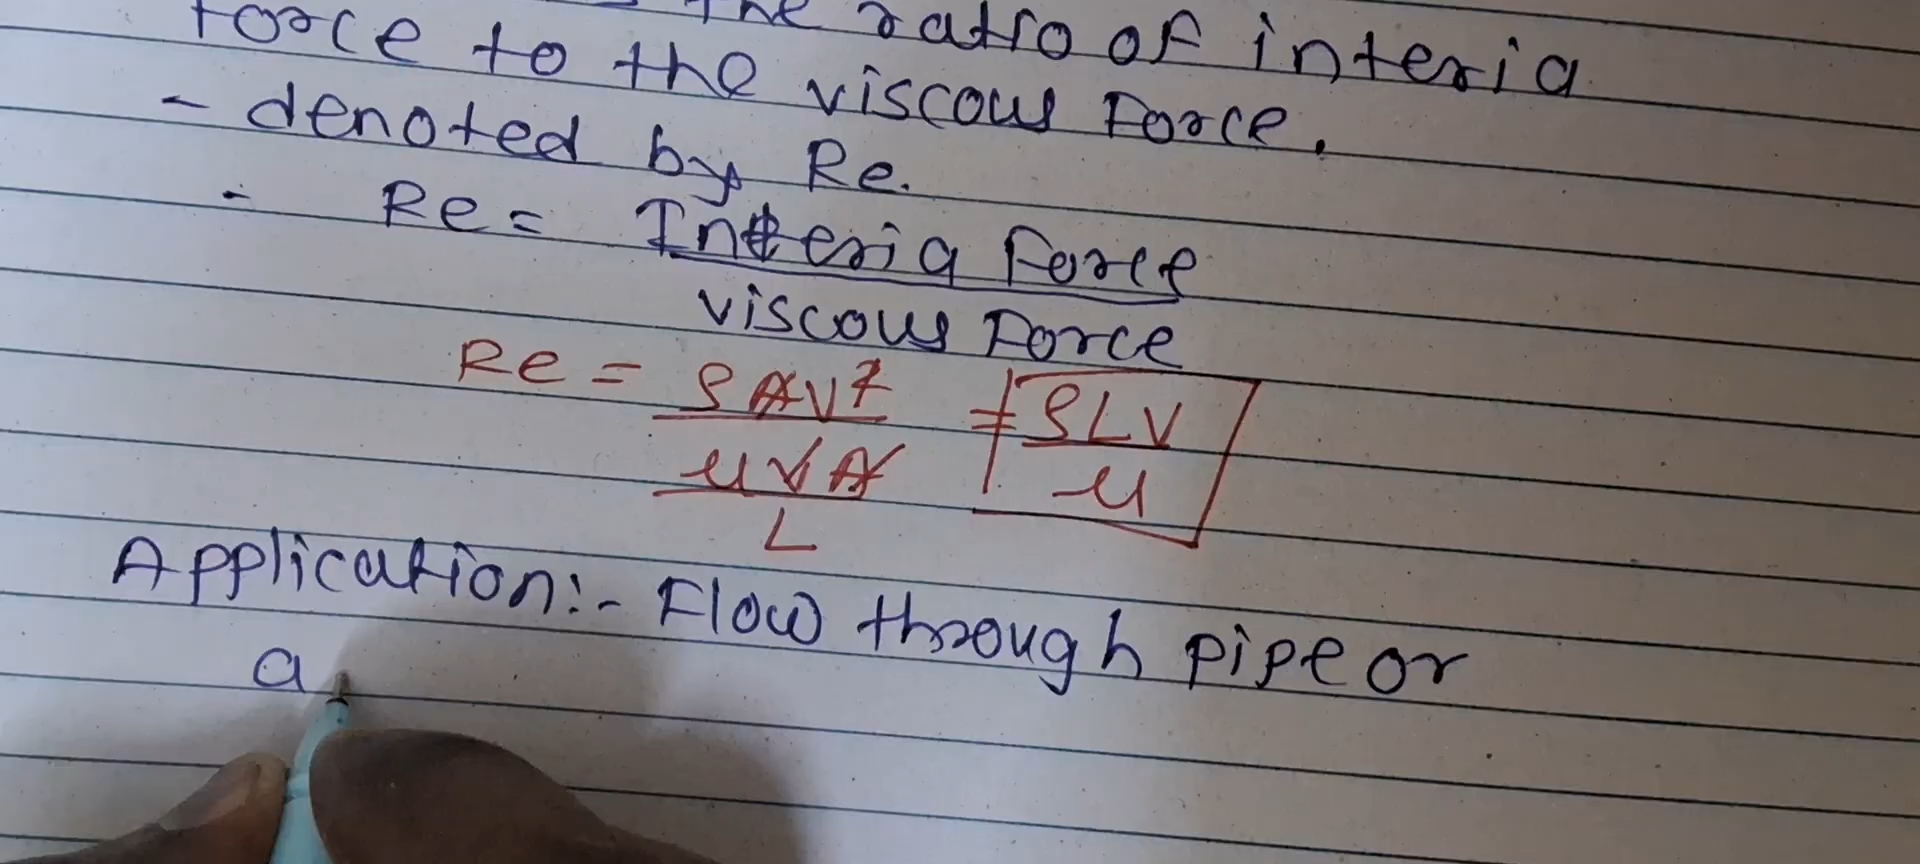 the ratio of interia
force to the viscous Force.
- denoted by Re.
- Re = Interia Force
viscous Force
Re = ρAV² = ρLV
μVA μ
L
Application:- Flow through pipe or
a